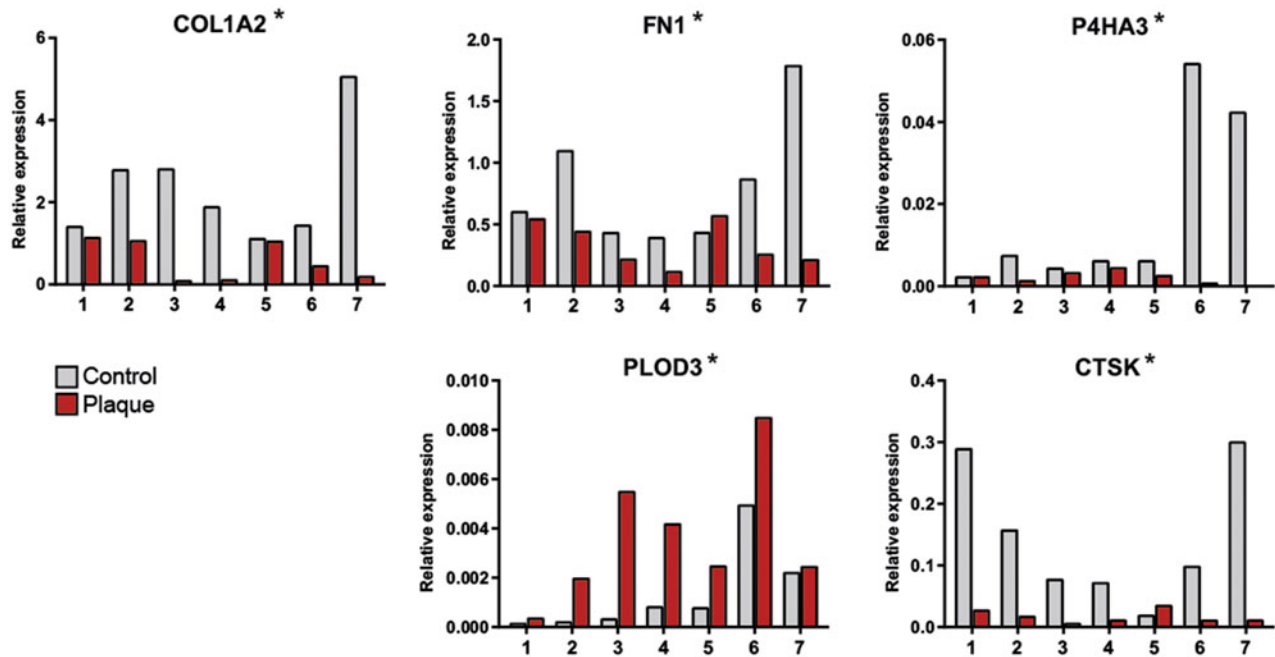 COL1A2 *
Relative expression
6
4
2
0
1 2 3 4 5 6 7
FN1 *
Relative expression
2.0
1.5
1.0
0.5
0.0
1 2 3 4 5 6 7
P4HA3 *
Relative expression
0.06
0.04
0.02
0.00
1 2 3 4 5 6 7
Control
Plaque
PLOD3 *
Relative expression
0.010
0.008
0.006
0.004
0.002
0.000
1 2 3 4 5 6 7
CTSK *
Relative expression
0.4
0.3
0.2
0.1
0.0
1 2 3 4 5 6 7